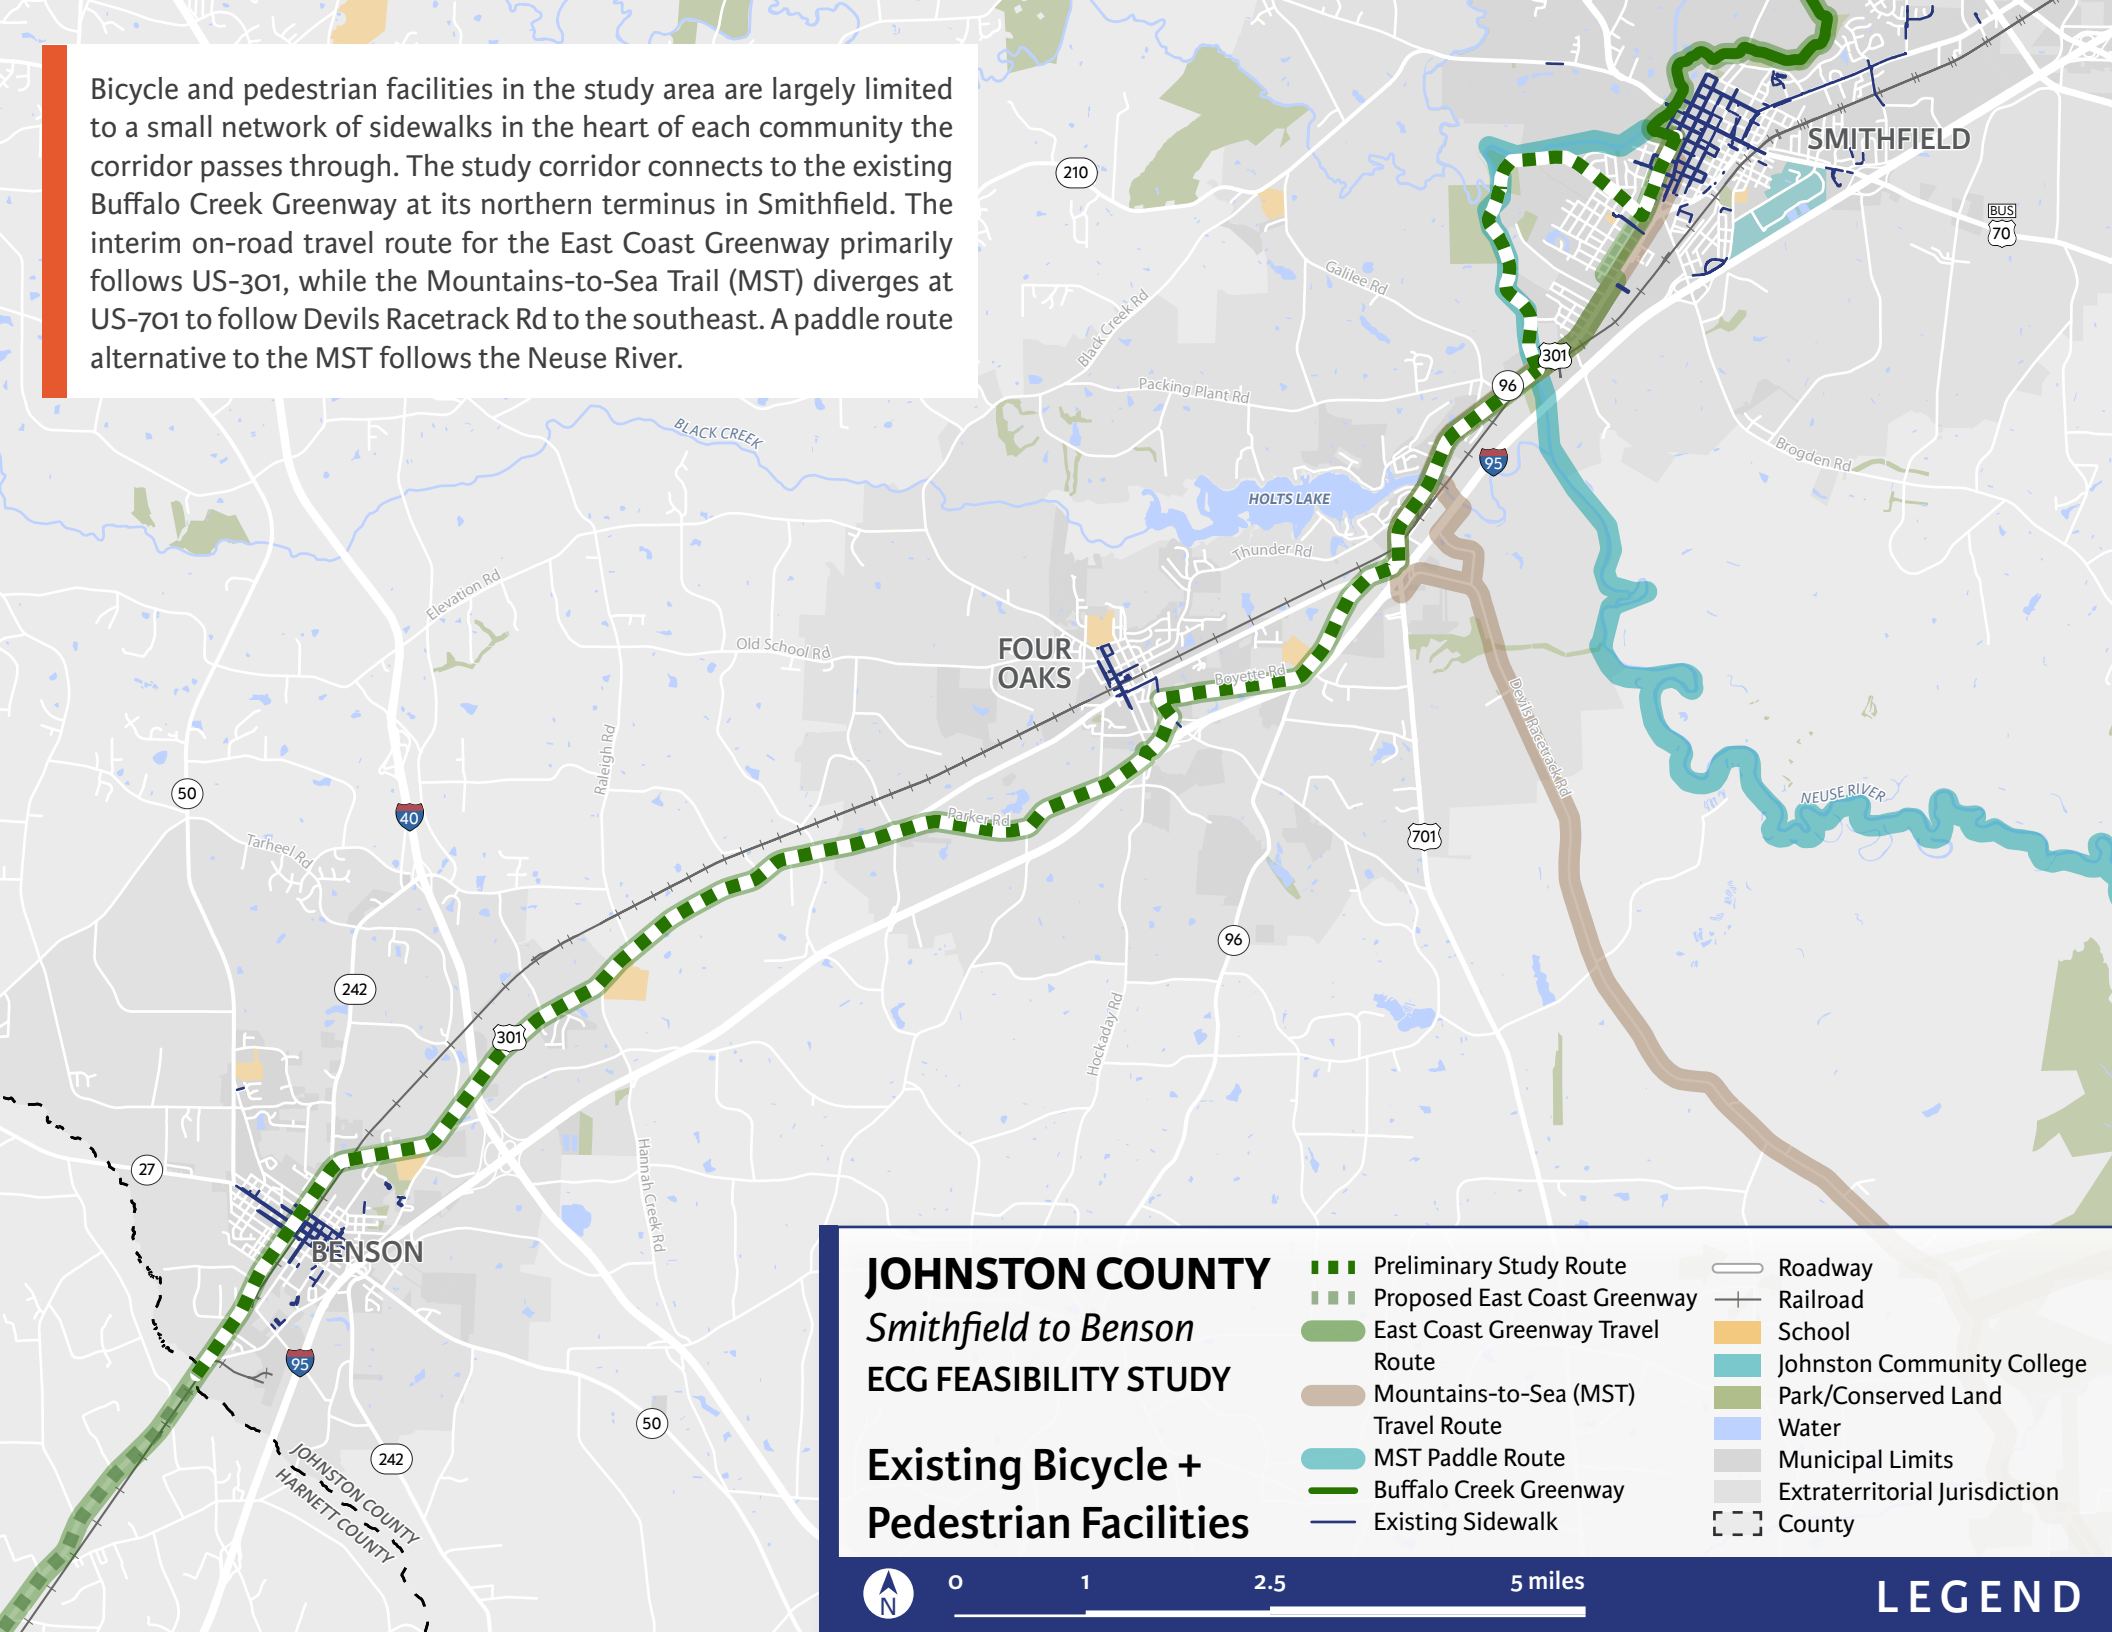 Bicycle and pedestrian facilities in the study area are largely limited
to a small network of sidewalks in the heart of each community the
corridor passes through. The study corridor connects to the existing
Buffalo Creek Greenway at its northern terminus in Smithfield. The
interim on-road travel route for the East Coast Greenway primarily
follows US-301, while the Mountains-to-Sea Trail (MST) diverges at
US-701 to follow Devils Racetrack Rd to the southeast. A paddle route
alternative to the MST follows the Neuse River.
SMITHFIELD
210
BUS
70
Galilee Rd
Black Creek Rd
301
Packing Plant Rd
96
BLACK CREEK
Brogden Rd
95
HOLTS LAKE
Thunder Rd
Elevation Rd
Old School Rd
FOUR
OAKS
Boyette Rd
Devils Racetrack Rd
Raleigh Rd
50
40
NEUSE RIVER
Parker Rd
701
Tarheel Rd
96
242
301
Hockaday Rd
27
Hannah Creek Rd
BENSON
95
50
242
JOHNSTON COUNTY
HARNETT COUNTY
JOHNSTON COUNTY
Smithfield to Benson
ECG FEASIBILITY STUDY
Existing Bicycle +
Pedestrian Facilities
Preliminary Study Route
Proposed East Coast Greenway
East Coast Greenway Travel
Route
Mountains-to-Sea (MST)
Travel Route
MST Paddle Route
Buffalo Creek Greenway
Existing Sidewalk
Roadway
Railroad
School
Johnston Community College
Park/Conserved Land
Water
Municipal Limits
Extraterritorial Jurisdiction
County
N
0 1 2.5 5 miles
LEGEND